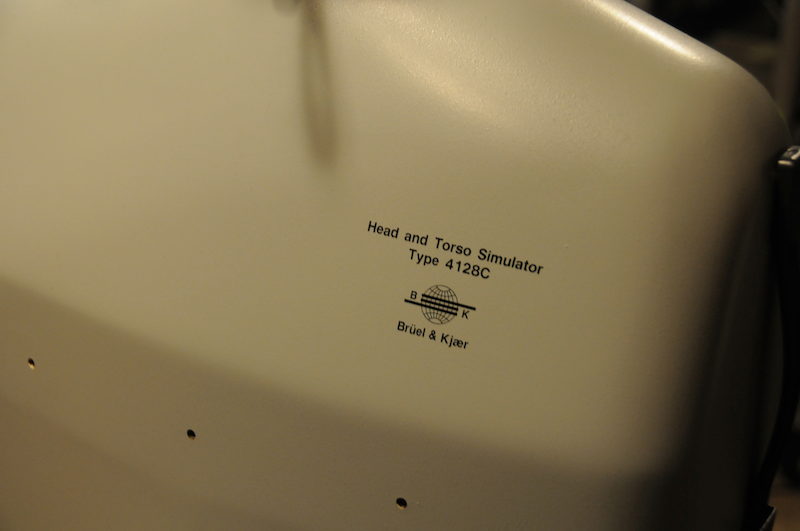 Head and Torso Simulator
Type 4128C
B
K
Brüel & Kjær